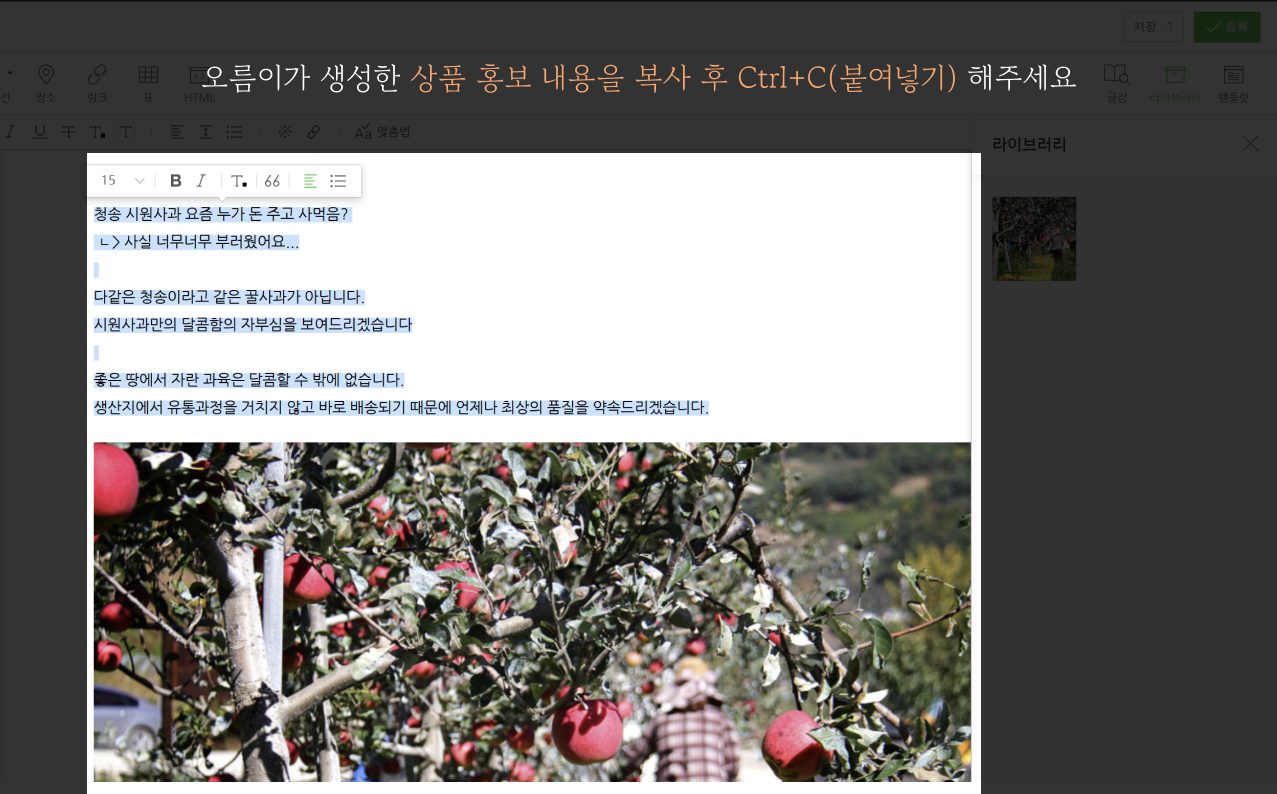 저장 1
등록
오름이가 생성한 상품 홍보 내용을 복사 후 Ctrl+C(붙여넣기) 해주세요
선 장소 링크 표 HTML
글감 라이브러리 템플릿
맞춤법
라이브러리
15 B I T 66
청송 시원사과 요즘 누가 돈 주고 사먹음?
ㄴ> 사실 너무너무 부러웠어요...
다같은 청송이라고 같은 꿀사과가 아닙니다.
시원사과만의 달콤함의 자부심을 보여드리겠습니다
좋은 땅에서 자란 과육은 달콤할 수 밖에 없습니다.
생산지에서 유통과정을 거치지 않고 바로 배송되기 때문에 언제나 최상의 품질을 약속드리겠습니다.